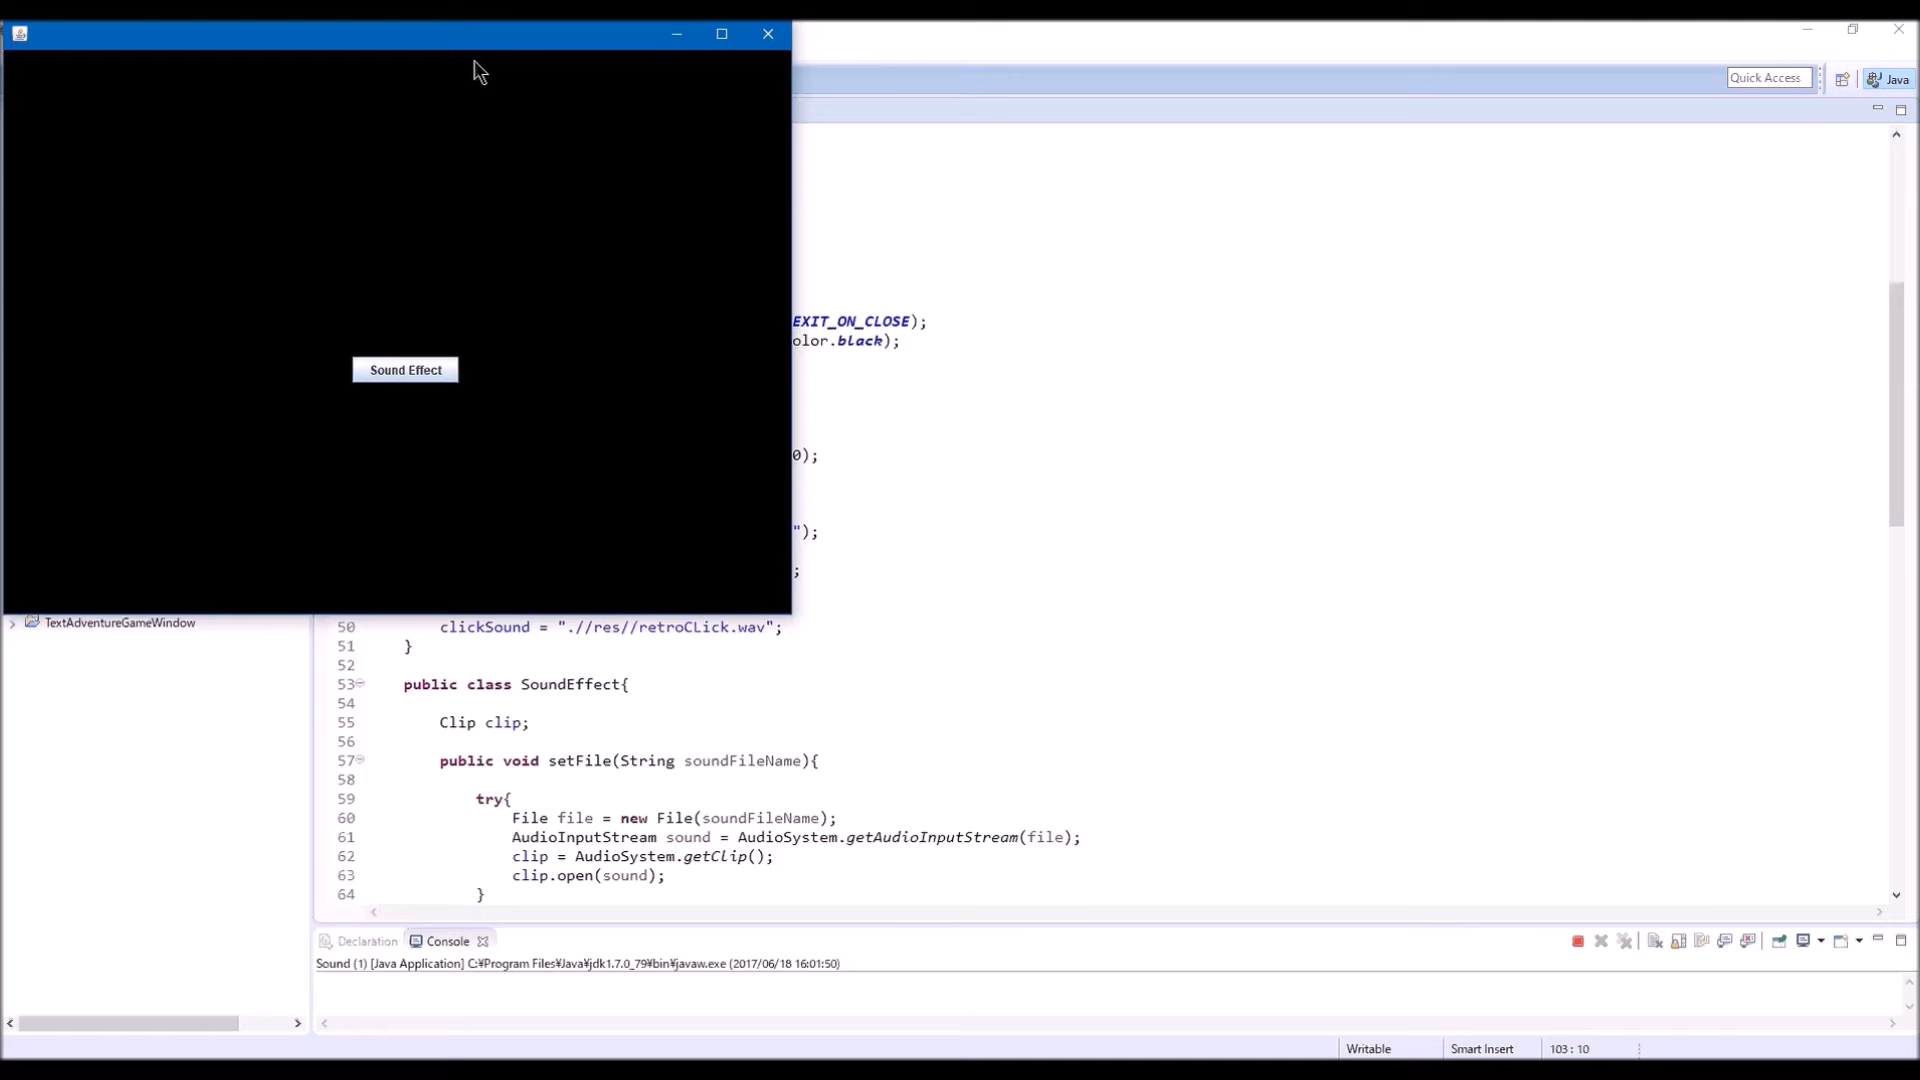 Quick Access
Java
EXIT_ON_CLOSE);
olor.black);
Sound Effect
0);
");
;
TextAdventureGameWindow
50 clickSound = ".//res//retroCLick.wav";
51 }
52
53 public class SoundEffect{
54
55 Clip clip;
56
57 public void setFile(String soundFileName){
58
59 try{
60 File file = new File(soundFileName);
61 AudioInputStream sound = AudioSystem.getAudioInputStream(file);
62 clip = AudioSystem.getClip();
63 clip.open(sound);
64 }
Declaration Console
Sound (1) [Java Application] C:¥Program Files¥Java¥jdk1.7.0_79¥bin¥javaw.exe (2017/06/18 16:01:50)
Writable Smart Insert 103 : 10